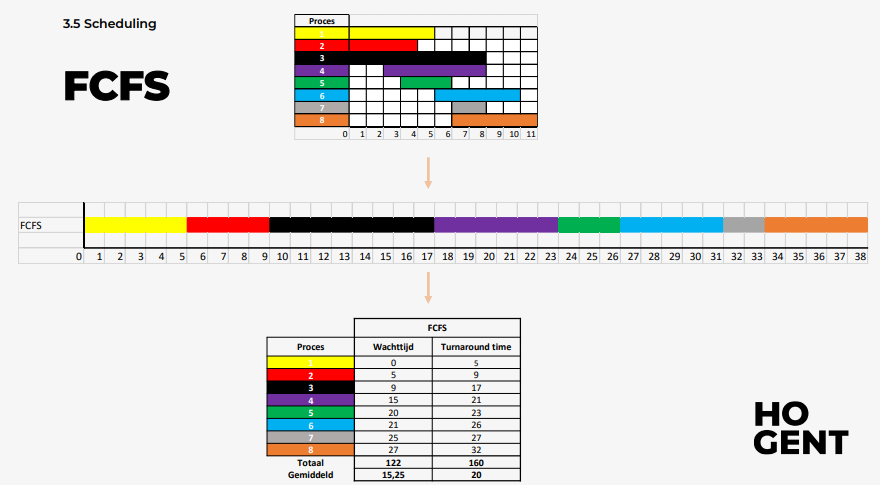 3.5 Scheduling
FCFS
Proces
1
2
3
4
5
6
7
8
0 1 2 3 4 5 6 7 8 9 10 11
FCFS
0 1 2 3 4 5 6 7 8 9 10 11 12 13 14 15 16 17 18 19 20 21 22 23 24 25 26 27 28 29 30 31 32 33 34 35 36 37 38
FCFS
Proces Wachttijd Turnaround time
1 0 5
2 5 9
3 9 17
4 15 21
5 20 23
6 21 26
7 25 27
8 27 32
Totaal 122 160
Gemiddeld 15,25 20
HO
GENT